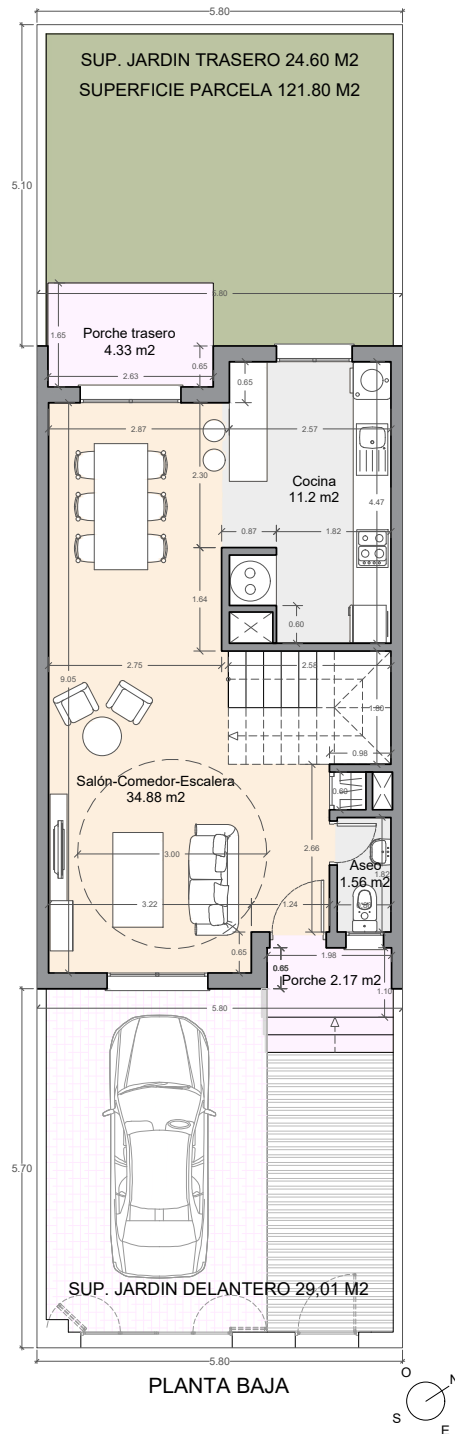 5.80
SUP. JARDIN TRASERO 24.60 M2
SUPERFICIE PARCELA 121.80 M2
5.10
5.80
1.65
Porche trasero
4.33 m2
0.65
2.63
0.65
2.87
2.57
2.30
Cocina
11.2 m2
4.47
0.87
1.82
1.64
0.60
2.75
2.58
9.05
1.80
0.98
Salón-Comedor-Escalera
34.88 m2
0.60
2.66
3.00
Aseo
1.56 m2
1.82
3.22
1.24
0.65
1.98
0.65
Porche 2.17 m2
1.10
5.80
5.70
SUP. JARDIN DELANTERO 29,01 M2
5.80
PLANTA BAJA
O
N
S
E